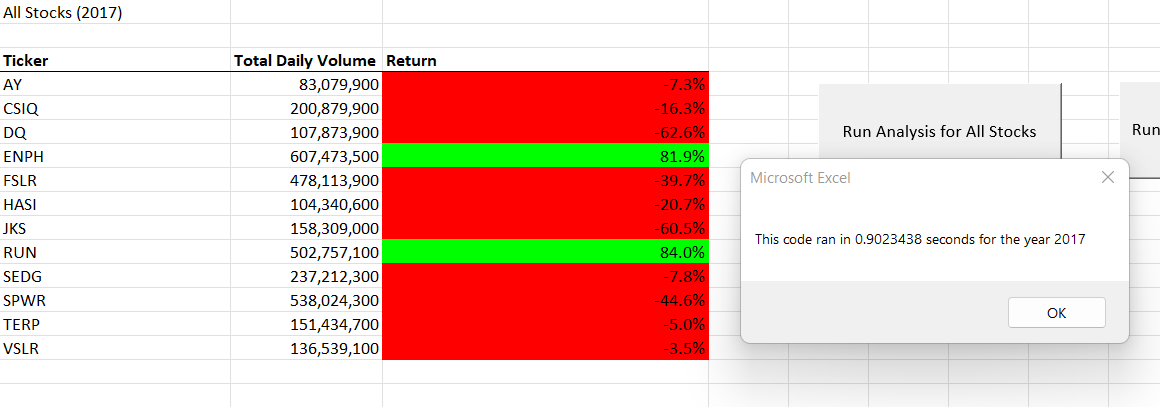 All Stocks (2017)
Ticker Total Daily Volume Return
AY 83,079,900 -7.3%
CSIQ 200,879,900 -16.3%
DQ 107,873,900 -62.6%
ENPH 607,473,500 81.9%
FSLR 478,113,900 -39.7%
HASI 104,340,600 -20.7%
JKS 158,309,000 -60.5%
RUN 502,757,100 84.0%
SEDG 237,212,300 -7.8%
SPWR 538,024,300 -44.6%
TERP 151,434,700 -5.0%
VSLR 136,539,100 -3.5%
Run Analysis for All Stocks
Run
Microsoft Excel
This code ran in 0.9023438 seconds for the year 2017
OK